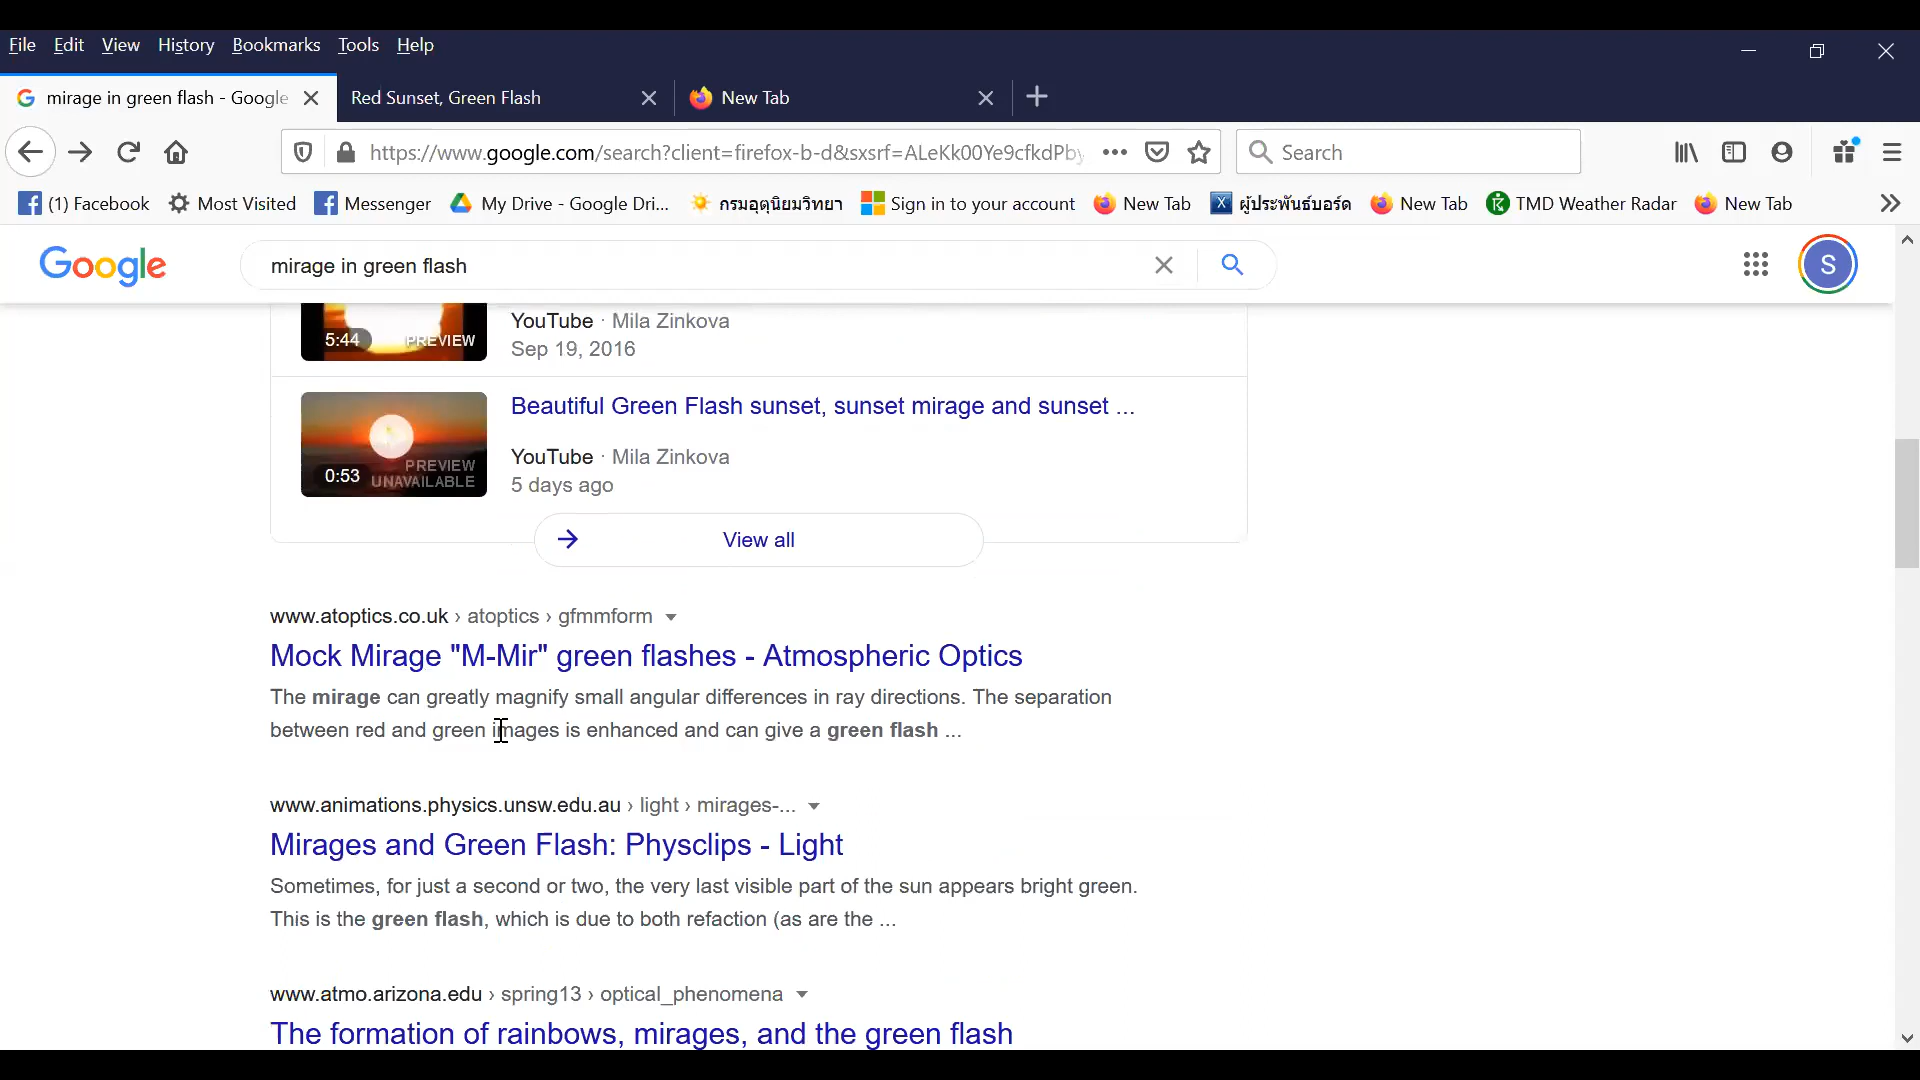 File Edit View History Bookmarks Tools Help
mirage in green flash - Google
Red Sunset, Green Flash
New Tab
https://www.google.com/search?client=firefox-b-d&sxsrf=ALeKk00Ye9cfkdPby
Search
(1) Facebook
Most Visited
Messenger
My Drive - Google Dri...
กรมอุตุนิยมวิทยา
Sign in to your account
New Tab
ผู้ประพันธ์บอร์ด
New Tab
TMD Weather Radar
New Tab
Google
mirage in green flash
S
5:44
PREVIEW
YouTube · Mila Zinkova
Sep 19, 2016
Beautiful Green Flash sunset, sunset mirage and sunset ...
0:53
PREVIEW
UNAVAILABLE
YouTube · Mila Zinkova
5 days ago
View all
www.atoptics.co.uk › atoptics › gfmmform
Mock Mirage "M-Mir" green flashes - Atmospheric Optics
The mirage can greatly magnify small angular differences in ray directions. The separation
between red and green images is enhanced and can give a green flash ...
www.animations.physics.unsw.edu.au › light › mirages-...
Mirages and Green Flash: Physclips - Light
Sometimes, for just a second or two, the very last visible part of the sun appears bright green.
This is the green flash, which is due to both refaction (as are the ...
www.atmo.arizona.edu › spring13 › optical_phenomena
The formation of rainbows, mirages, and the green flash